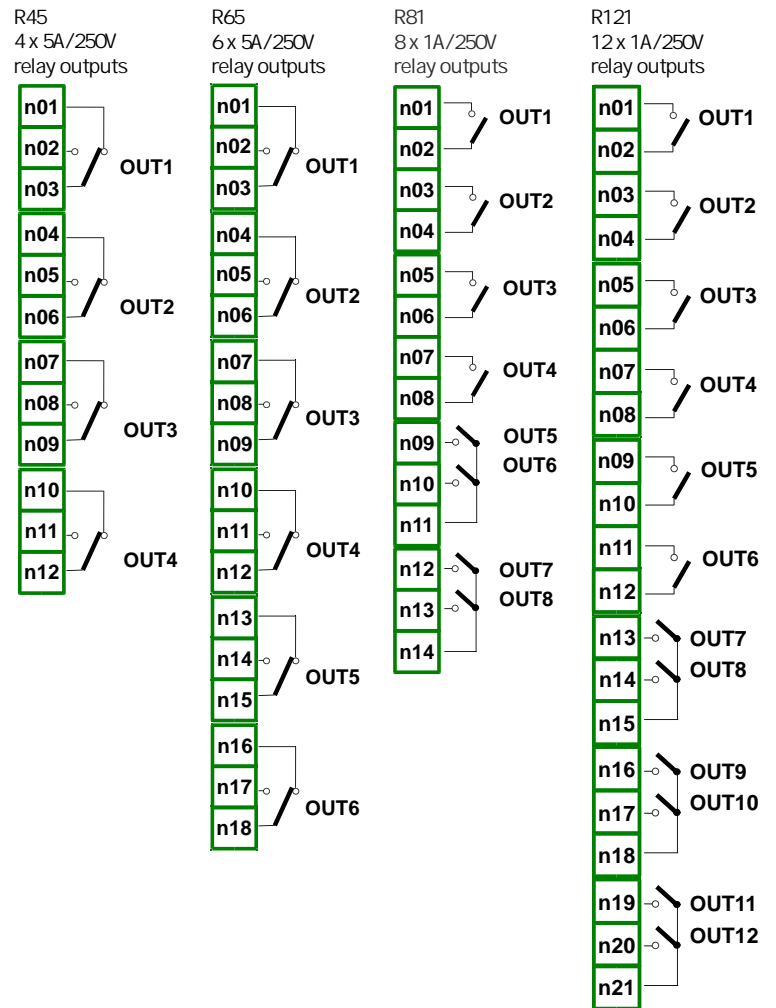 R45
4 x 5A/250V
relay outputs
n01
n02
n03
OUT1
n04
n05
n06
OUT2
n07
n08
n09
OUT3
n10
n11
n12
OUT4
R65
6 x 5A/250V
relay outputs
n01
n02
n03
OUT1
n04
n05
n06
OUT2
n07
n08
n09
OUT3
n10
n11
n12
OUT4
n13
n14
n15
OUT5
n16
n17
n18
OUT6
R81
8 x 1A/250V
relay outputs
n01
n02
OUT1
n03
n04
OUT2
n05
n06
OUT3
n07
n08
OUT4
n09
n10
n11
OUT5
OUT6
n12
n13
n14
OUT7
OUT8
R121
12 x 1A/250V
relay outputs
n01
n02
OUT1
n03
n04
OUT2
n05
n06
OUT3
n07
n08
OUT4
n09
n10
OUT5
n11
n12
OUT6
n13
n14
n15
OUT7
OUT8
n16
n17
n18
OUT9
OUT10
n19
n20
n21
OUT11
OUT12